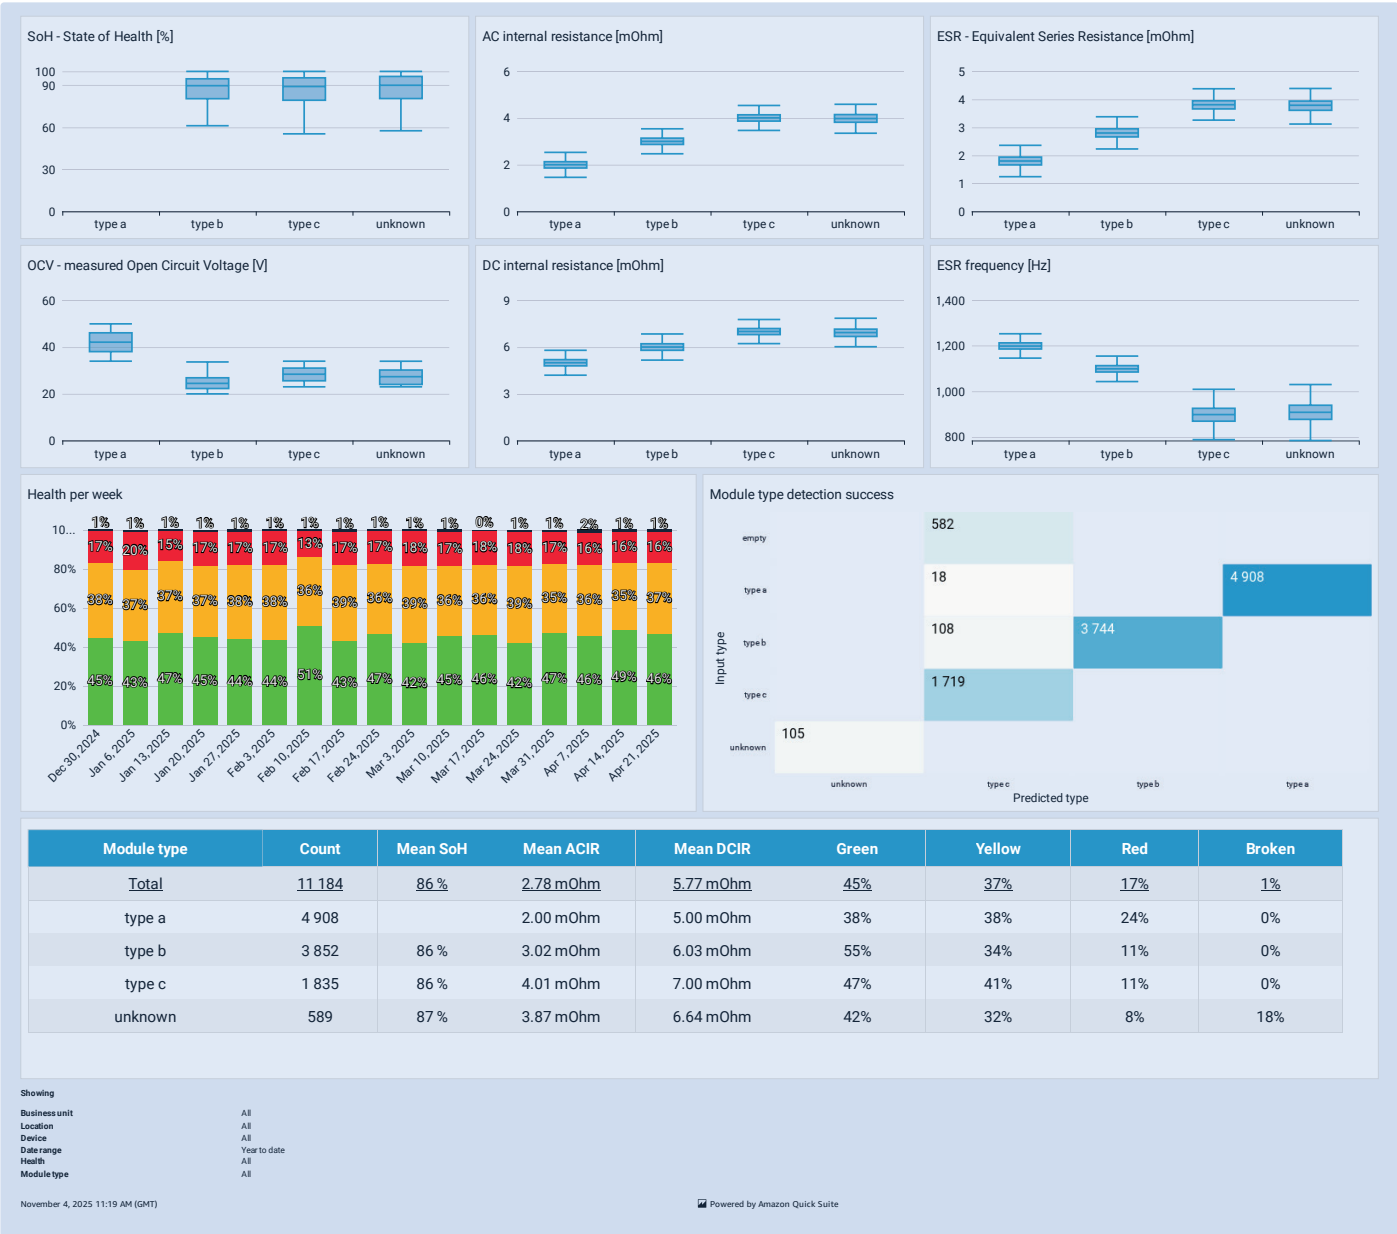 SoH - State of Health [%]
100
90
60
30
0
type a
type b
type c
unknown
AC internal resistance [mOhm]
6
4
2
0
type a
type b
type c
unknown
ESR - Equivalent Series Resistance [mOhm]
5
4
3
2
1
0
type a
type b
type c
unknown
OCV - measured Open Circuit Voltage [V]
60
40
20
0
type a
type b
type c
unknown
DC internal resistance [mOhm]
9
6
3
0
type a
type b
type c
unknown
ESR frequency [Hz]
1,400
1,200
1,000
800
type a
type b
type c
unknown
Health per week
1% 1% 1% 1% 1% 1% 1% 1% 1% 1% 1% 0% 1% 1% 2% 1% 1%
10...
17% 20% 15% 17% 17% 17% 13% 17% 17% 18% 17% 18% 18% 17% 16% 16% 16%
80%
38% 37% 37% 37% 38% 38% 36% 39% 36% 39% 36% 36% 39% 35% 36% 35% 37%
60%
40%
45% 43% 47% 45% 44% 44% 51% 43% 47% 42% 45% 46% 42% 47% 46% 49% 46%
20%
0%
Dec 30, 2024
Jan 6, 2025
Jan 13, 2025
Jan 20, 2025
Jan 27, 2025
Feb 3, 2025
Feb 10, 2025
Feb 17, 2025
Feb 24, 2025
Mar 3, 2025
Mar 10, 2025
Mar 17, 2025
Mar 24, 2025
Mar 31, 2025
Apr 7, 2025
Apr 14, 2025
Apr 21, 2025
Module type detection success
Input type
empty 582
type a 18 4 908
type b 108 3 744
type c 1 719
unknown 105
unknown type c type b type a
Predicted type
Module type Count Mean SoH Mean ACIR Mean DCIR Green Yellow Red Broken
Total 11 184 86 % 2.78 mOhm 5.77 mOhm 45% 37% 17% 1%
type a 4 908 2.00 mOhm 5.00 mOhm 38% 38% 24% 0%
type b 3 852 86 % 3.02 mOhm 6.03 mOhm 55% 34% 11% 0%
type c 1 835 86 % 4.01 mOhm 7.00 mOhm 47% 41% 11% 0%
unknown 589 87 % 3.87 mOhm 6.64 mOhm 42% 32% 8% 18%
Showing
Business unit All
Location All
Device All
Date range Year to date
Health All
Module type All
November 4, 2025 11:19 AM (GMT)
Powered by Amazon Quick Suite